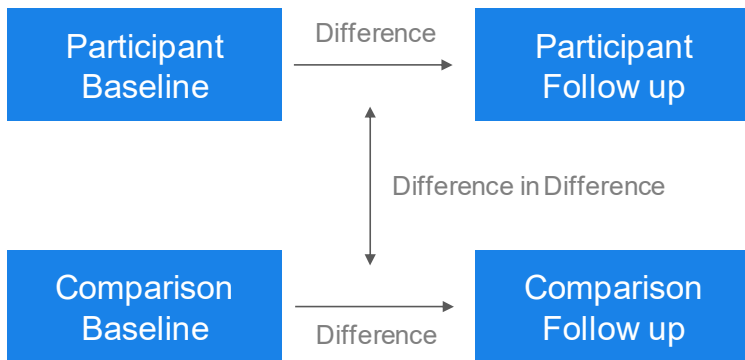 Participant
Baseline
Difference
Participant
Follow up
Difference in Difference
Comparison
Baseline
Difference
Comparison
Follow up